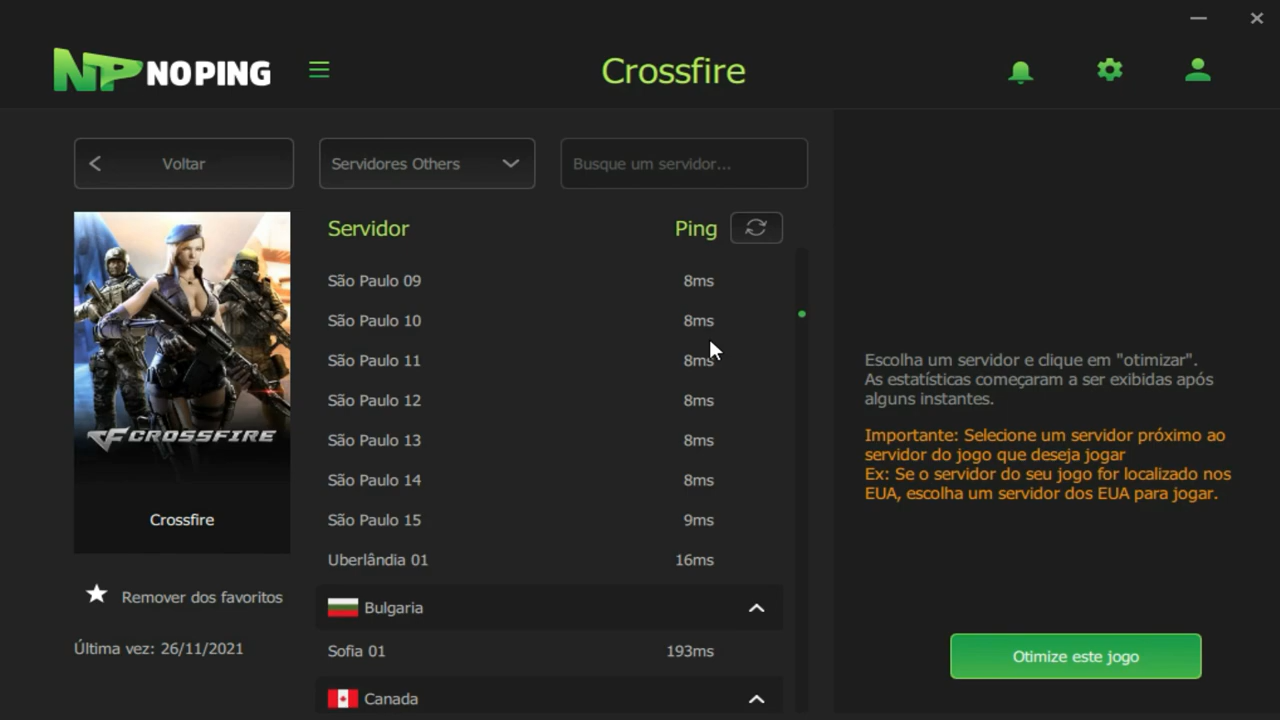 NP NOPING
Crossfire
Voltar
Servidores Others
Busque um servidor...
Servidor Ping
São Paulo 09 8ms
São Paulo 10 8ms
São Paulo 11 8ms
São Paulo 12 8ms
São Paulo 13 8ms
São Paulo 14 8ms
São Paulo 15 9ms
Uberlândia 01 16ms
Bulgaria
Sofia 01 193ms
Canada
CF CROSSFIRE
Crossfire
Remover dos favoritos
Última vez: 26/11/2021
Escolha um servidor e clique em "otimizar".
As estatísticas começaram a ser exibidas após
alguns instantes.
Importante: Selecione um servidor próximo ao
servidor do jogo que deseja jogar
Ex: Se o servidor do seu jogo for localizado nos
EUA, escolha um servidor dos EUA para jogar.
Otimize este jogo